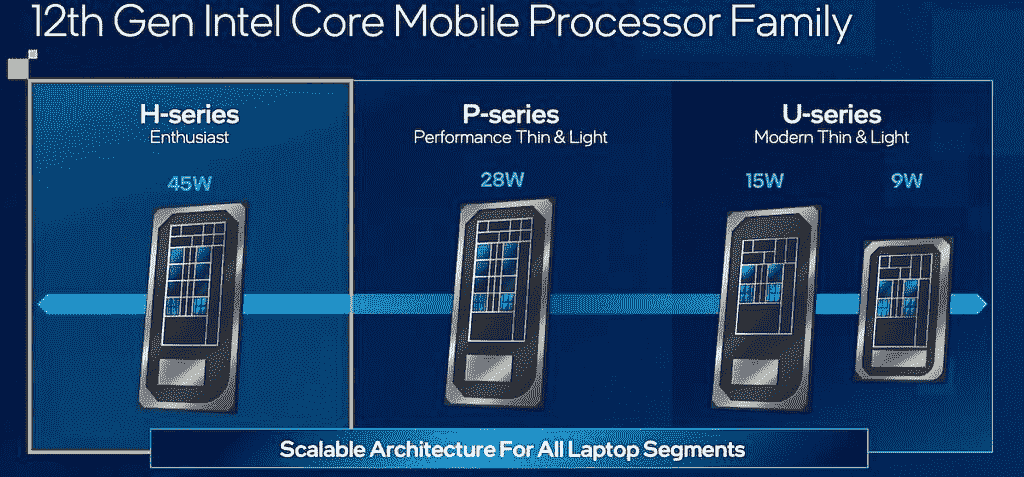 12th Gen Intel Core Mobile Processor Family
H-series
Enthusiast
45W
P-series
Performance Thin & Light
28W
U-series
Modern Thin & Light
15W
9W
Scalable Architecture For All Laptop Segments